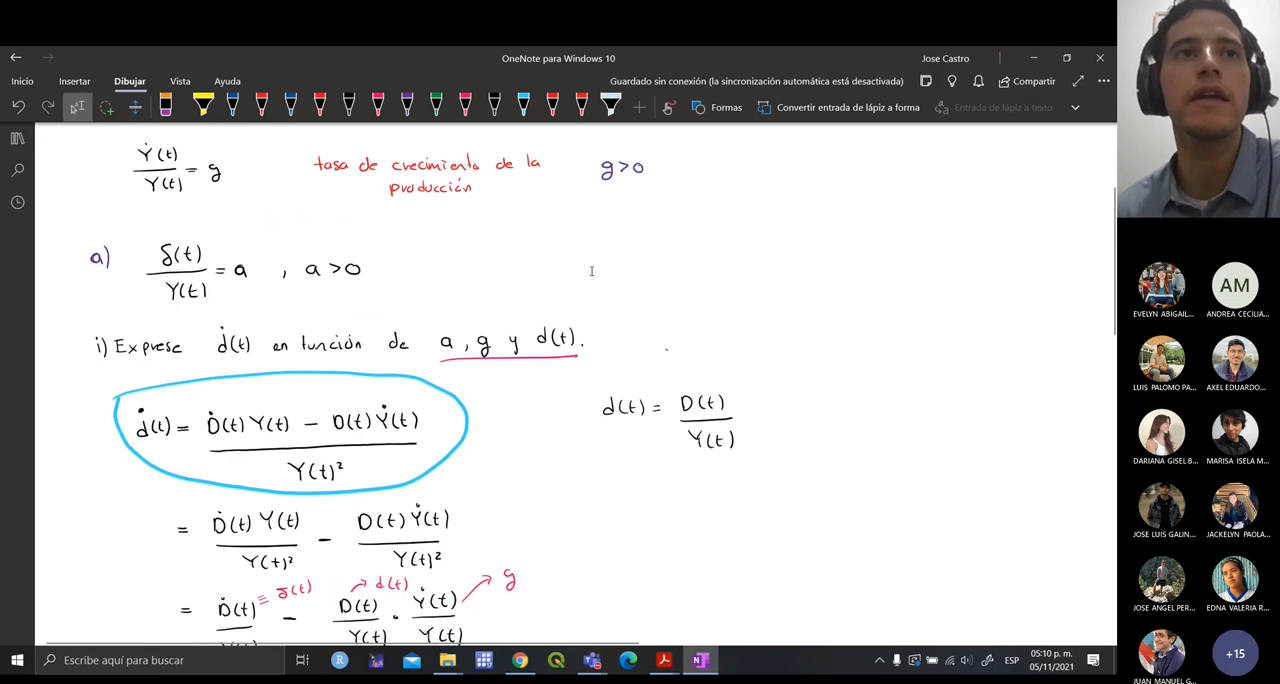 OneNote para Windows 10
Jose Castro
Inicio Insertar Dibujar Vista Ayuda
Guardado sin conexión (la sincronización automática está desactivada)
Compartir
Formas
Convertir entrada de lápiz a forma
Entrada de lápiz a texto
Ẏ(t)/Y(t) = g
tasa de crecimiento de la
producción
g>0
a) δ(t)/Y(t) = a , a>0
i) Exprese ḋ(t) en función de a, g y d(t).
ḋ(t) = (Ḋ(t)Y(t) − D(t)Ẏ(t))/Y(t)²
d(t) = D(t)/Y(t)
= Ḋ(t)Y(t)/Y(t)² − D(t)Ẏ(t)/Y(t)²
≡ δ(t) → d(t) → g
= Ḋ(t) − D(t)/Y(t) · Ẏ(t)/Y(t)
EVELYN ABIGAIL...
AM
ANDREA CECILIA...
LUIS PALOMO PA...
AXEL EDUARDO...
DARIANA GISEL B...
MARISA ISELA M...
JOSE LUIS GALIN...
JACKELYN PAOLA...
JOSE ANGEL PER...
EDNA VALERIA R...
JUAN MANUEL G...
+15
Escribe aquí para buscar
ESP
05:10 p. m.
05/11/2021